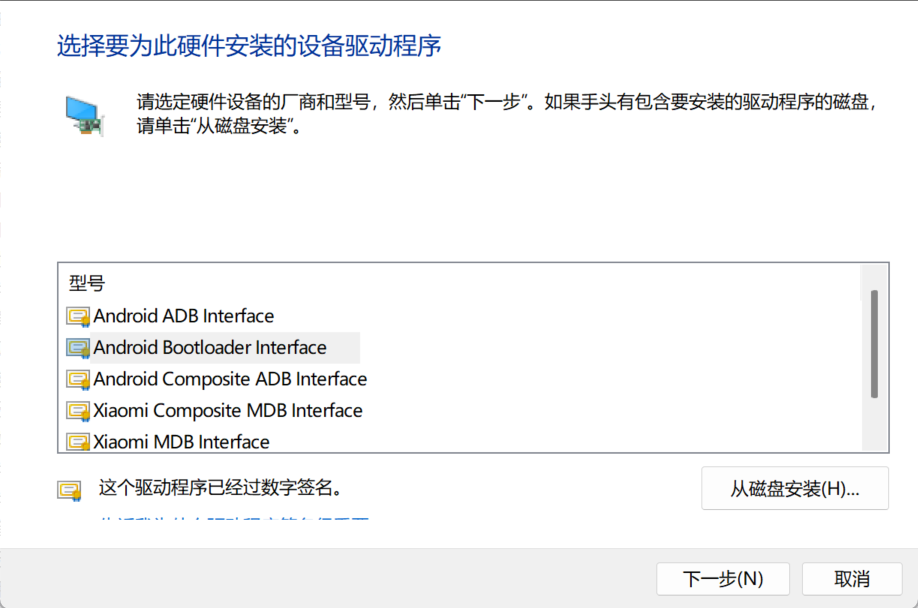 选择要为此硬件安装的设备驱动程序
请选定硬件设备的厂商和型号，然后单击“下一步”。如果手头有包含要安装的驱动程序的磁盘，
请单击“从磁盘安装”。
型号
Android ADB Interface
Android Bootloader Interface
Android Composite ADB Interface
Xiaomi Composite MDB Interface
Xiaomi MDB Interface
这个驱动程序已经过数字签名。
从磁盘安装(H)...
下一步(N)
取消